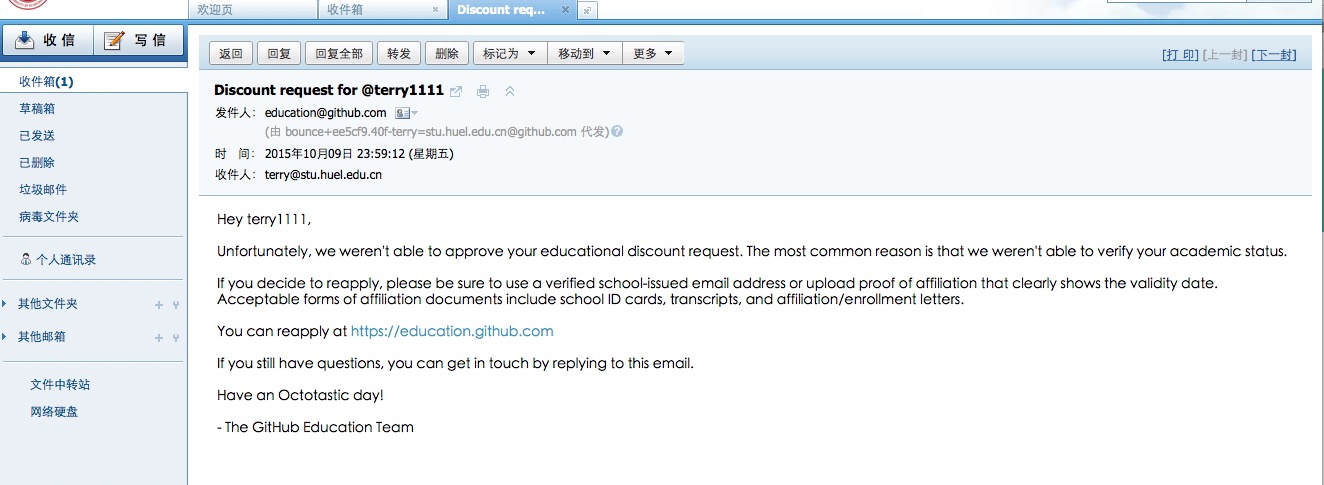 欢迎页
收件箱
Discount req...
收信
写信
返回
回复
回复全部
转发
删除
标记为
移动到
更多
[打 印] [上一封] [下一封]
收件箱(1)
草稿箱
已发送
已删除
垃圾邮件
病毒文件夹
个人通讯录
其他文件夹
其他邮箱
文件中转站
网络硬盘
Discount request for @terry1111
发件人: education@github.com
(由 bounce+ee5cf9.40f-terry=stu.huel.edu.cn@github.com 代发)
时 间: 2015年10月09日 23:59:12 (星期五)
收件人: terry@stu.huel.edu.cn
Hey terry1111,
Unfortunately, we weren't able to approve your educational discount request. The most common reason is that we weren't able to verify your academic status.
If you decide to reapply, please be sure to use a verified school-issued email address or upload proof of affiliation that clearly shows the validity date.
Acceptable forms of affiliation documents include school ID cards, transcripts, and affiliation/enrollment letters.
You can reapply at https://education.github.com
If you still have questions, you can get in touch by replying to this email.
Have an Octotastic day!
- The GitHub Education Team